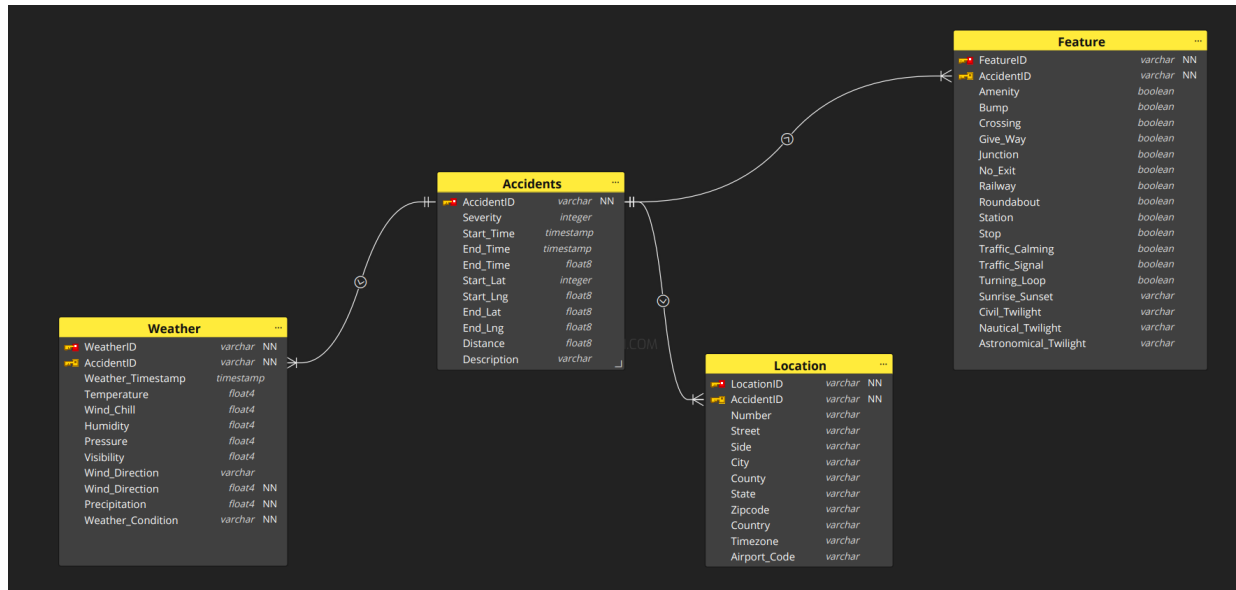 Feature
FeatureID varchar NN
AccidentID varchar NN
Amenity boolean
Bump boolean
Crossing boolean
Give_Way boolean
Junction boolean
No_Exit boolean
Railway boolean
Roundabout boolean
Station boolean
Stop boolean
Traffic_Calming boolean
Traffic_Signal boolean
Turning_Loop boolean
Sunrise_Sunset varchar
Civil_Twilight varchar
Nautical_Twilight varchar
Astronomical_Twilight varchar
Accidents
AccidentID varchar NN
Severity integer
Start_Time timestamp
End_Time timestamp
End_Time float8
Start_Lat integer
Start_Lng float8
End_Lat float8
End_Lng float8
Distance float8
Description varchar
Weather
WeatherID varchar NN
AccidentID varchar NN
Weather_Timestamp timestamp
Temperature float4
Wind_Chill float4
Humidity float4
Pressure float4
Visibility float4
Wind_Direction varchar
Wind_Direction float4 NN
Precipitation float4 NN
Weather_Condition varchar NN
Location
LocationID varchar NN
AccidentID varchar NN
Number varchar
Street varchar
Side varchar
City varchar
County varchar
State varchar
Zipcode varchar
Country varchar
Timezone varchar
Airport_Code varchar